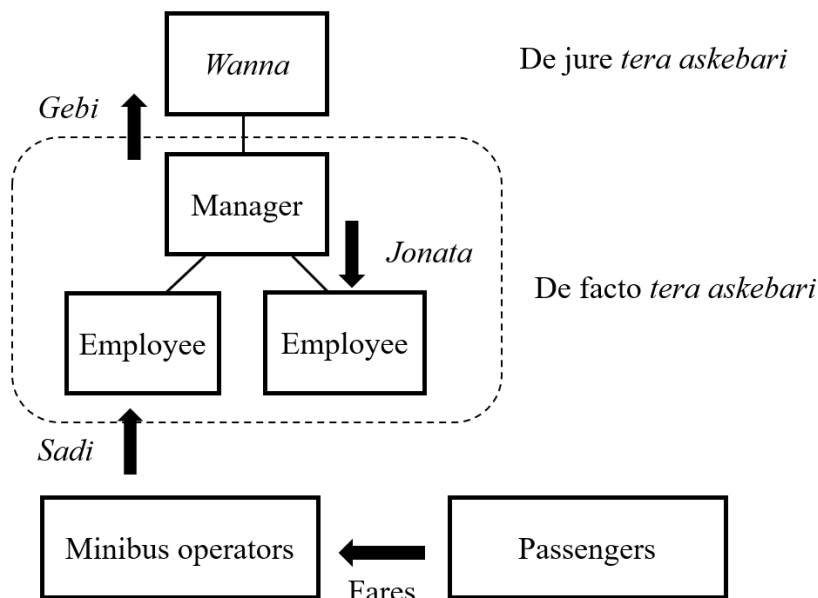 Wanna
De jure tera askebari
Gebi
Manager
Jonata
De facto tera askebari
Employee
Employee
Sadi
Minibus operators
Passengers
Fares